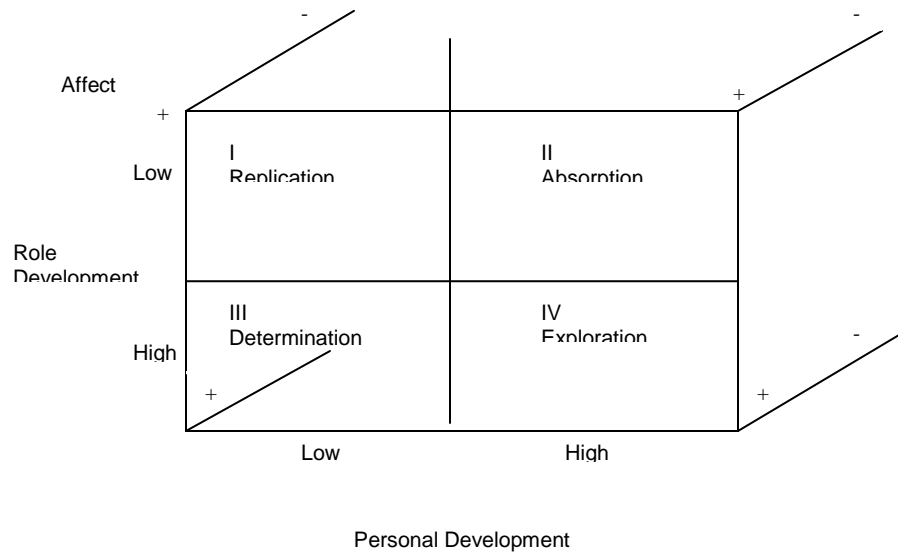 - -
Affect
+ +
I II
Replication Absorption
Low
Role
Development
III IV
Determination Exploration
High
-
+ +
Low High
Personal Development